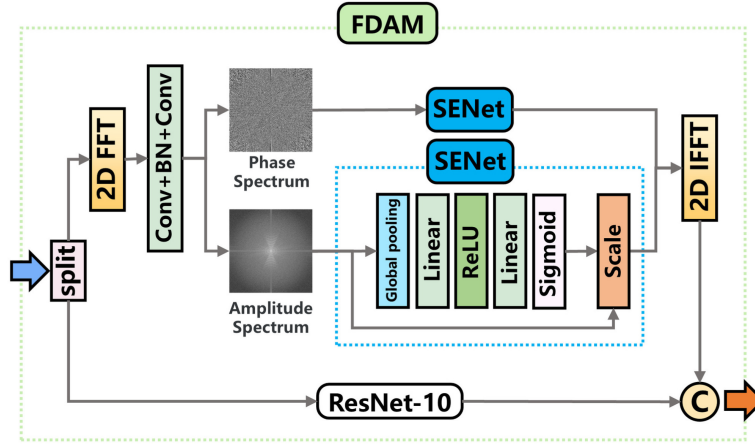 FDAM
split
2D FFT
Conv+BN+Conv
Phase
Spectrum
SENet
SENet
Amplitude
Spectrum
Global pooling
Linear
ReLU
Linear
Sigmoid
Scale
2D IFFT
ResNet-10
C